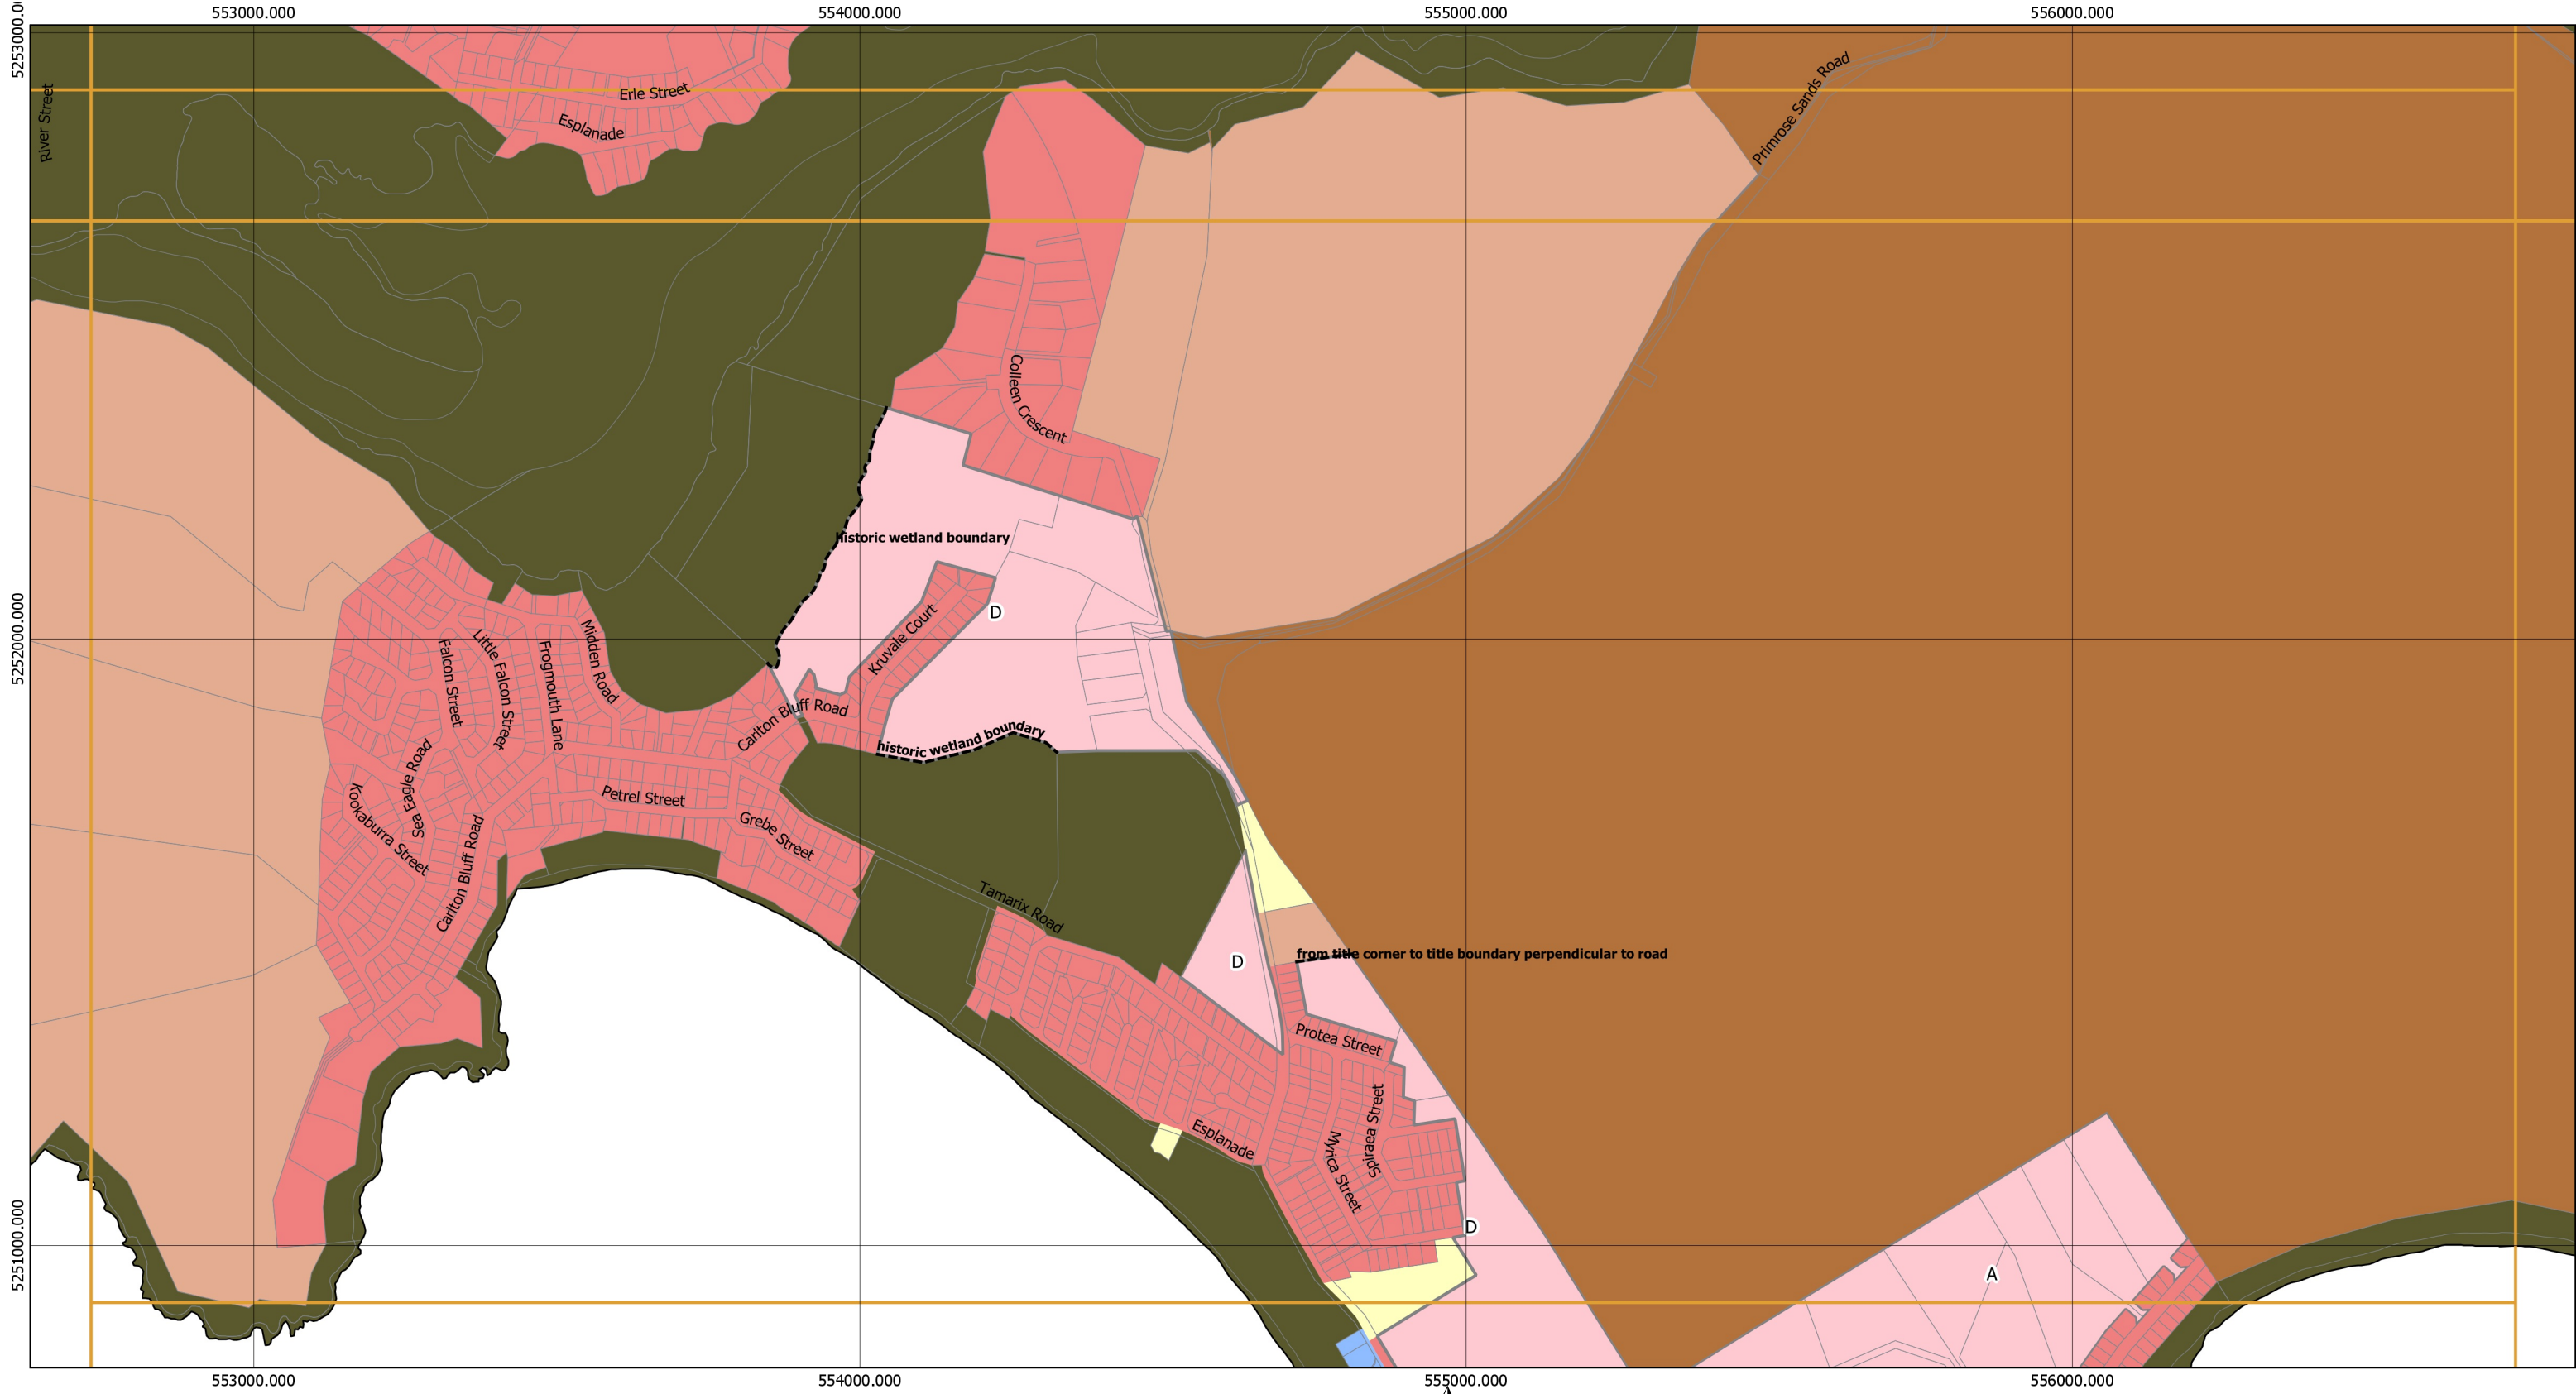 553000.000
554000.000
555000.000
556000.000
River Street
Erle Street
Esplanade
Primrose Sands Road
Colleen Crescent
historic wetland boundary
D
Kruvale Court
5252000.000
Midden Road
Little Falcon Street
Falcon Street
Frogmouth Lane
Carlton Bluff Road
historic wetland boundary
Sea Eagle Road
Kookaburra Street
Petrel Street
Grebe Street
Carlton Bluff Road
Tamarix Road
from title corner to title boundary perpendicular to road
D
Protea Street
Spiraea Street
Myrica Street
Esplanade
D
5251000.000
A
553000.000
554000.000
555000.000
556000.000